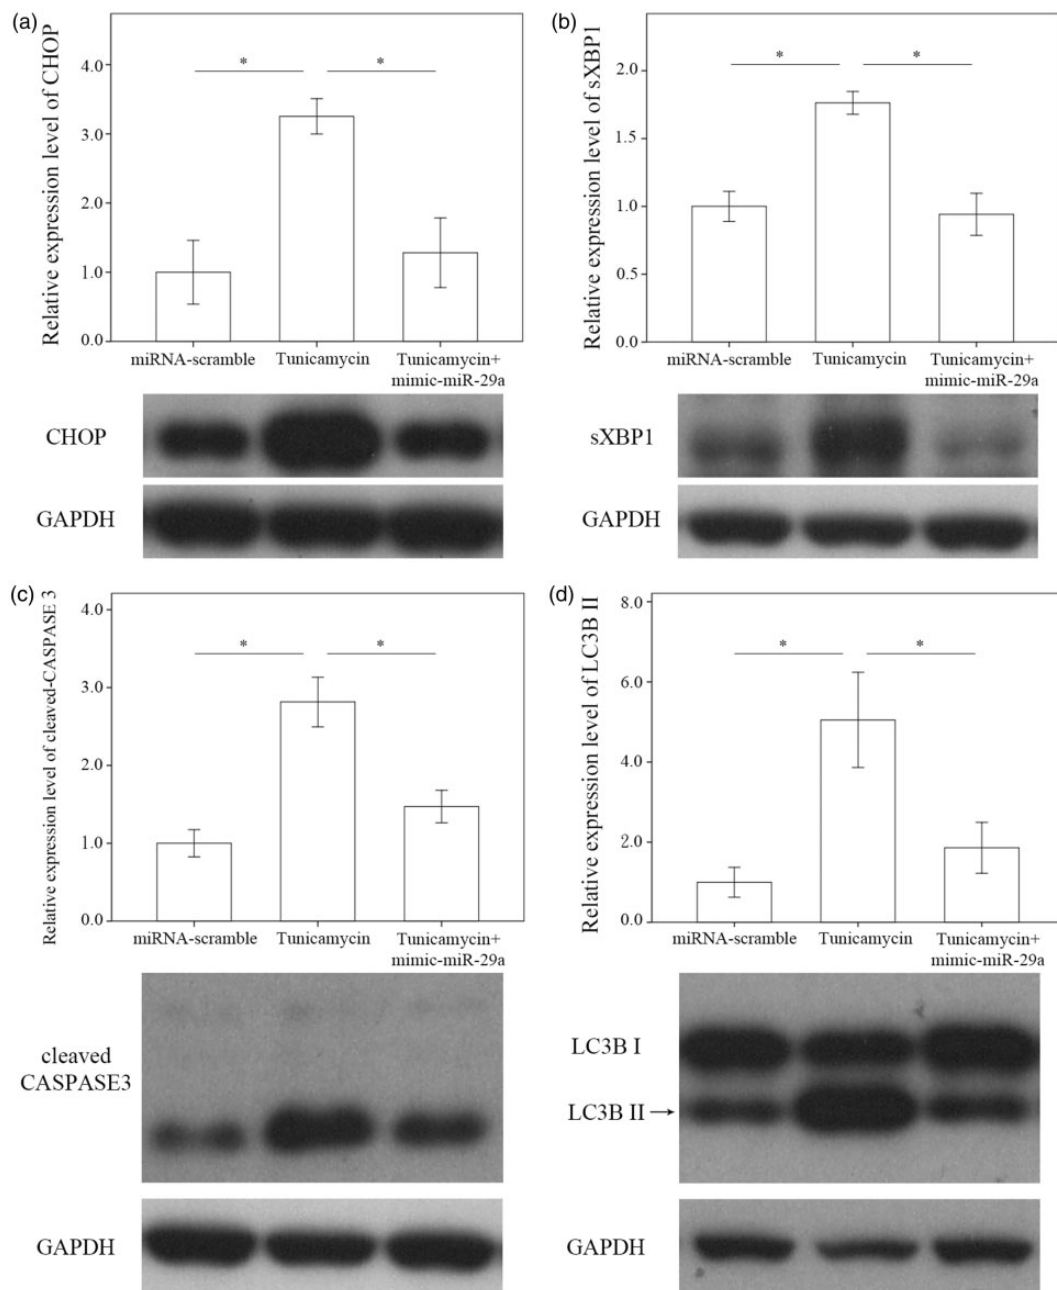 (a)
Relative expression level of CHOP
4.0
3.0
2.0
1.0
0.0
*
*
miRNA-scramble
Tunicamycin
Tunicamycin+
mimic-miR-29a
CHOP
GAPDH
(b)
Relative expression level of sXBP1
2.0
1.5
1.0
0.5
0.0
*
*
miRNA-scramble
Tunicamycin
Tunicamycin+
mimic-miR-29a
sXBP1
GAPDH
(c)
Relative expression level of cleaved-CASPASE 3
4.0
3.0
2.0
1.0
0.0
*
*
miRNA-scramble
Tunicamycin
Tunicamycin+
mimic-miR-29a
cleaved
CASPASE3
GAPDH
(d)
Relative expression level of LC3B II
8.0
6.0
4.0
2.0
0.0
*
*
miRNA-scramble
Tunicamycin
Tunicamycin+
mimic-miR-29a
LC3B I
LC3B II→
GAPDH